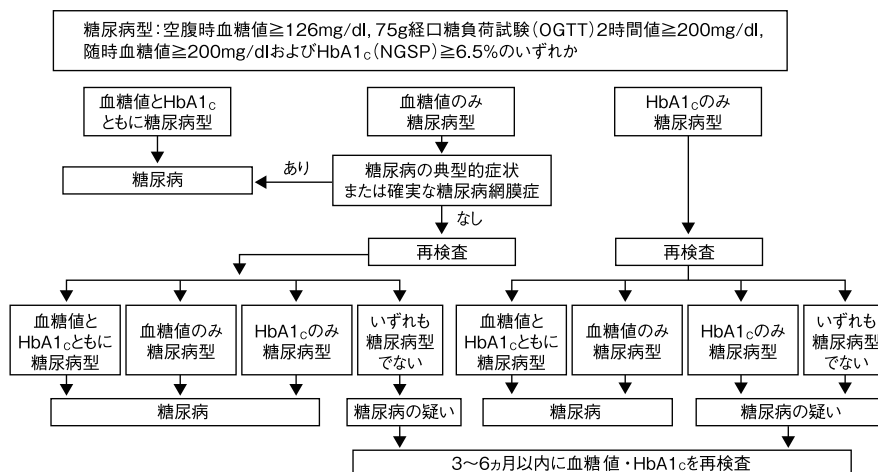 糖尿病型：空腹時血糖値≧126mg/dl，75g経口糖負荷試験（OGTT）2時間値≧200mg/dl，
随時血糖値≧200mg/dlおよびHbA1c（NGSP）≧6.5％のいずれか
血糖値とHbA1c
ともに糖尿病型
血糖値のみ
糖尿病型
HbA1cのみ
糖尿病型
糖尿病
あり
糖尿病の典型的症状
または確実な糖尿病網膜症
なし
再検査
再検査
血糖値と
HbA1cともに
糖尿病型
血糖値のみ
糖尿病型
HbA1cのみ
糖尿病型
いずれも
糖尿病型
でない
血糖値と
HbA1cともに
糖尿病型
血糖値のみ
糖尿病型
HbA1cのみ
糖尿病型
いずれも
糖尿病型
でない
糖尿病
糖尿病の疑い
糖尿病
糖尿病の疑い
3〜6ヵ月以内に血糖値・HbA1cを再検査